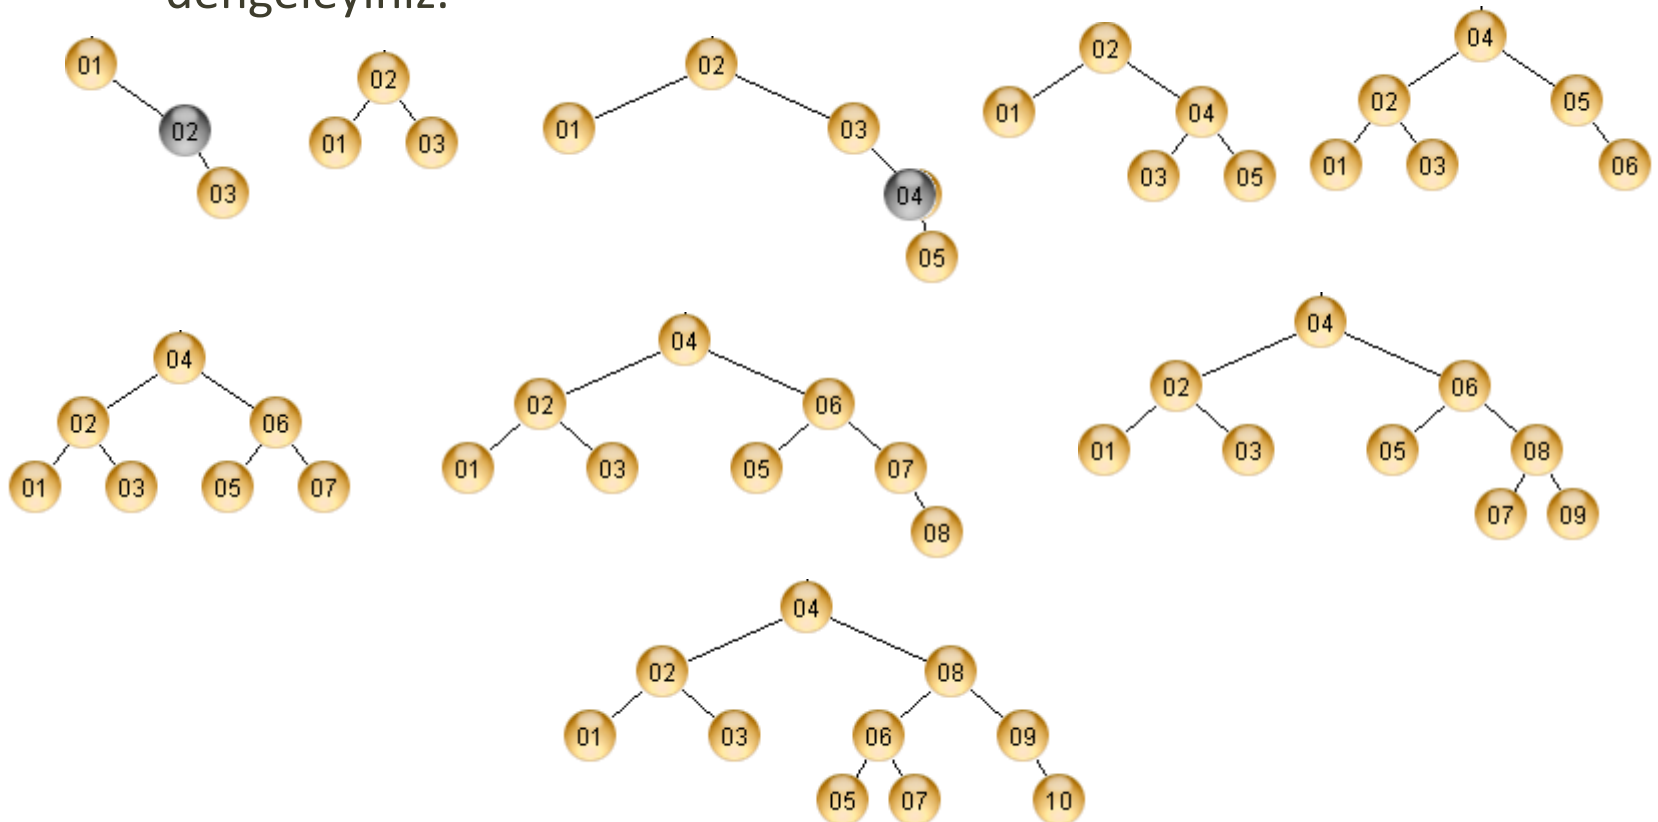 dengeleyiniz.
01 02 03
02 01 03
02 01 03 04 05
02 01 04 03 05
04 02 05 01 03 06
04 02 06 01 03 05 07
04 02 06 01 03 05 07 08
04 02 06 01 03 05 08 07 09
04 02 08 01 03 06 09 05 07 10